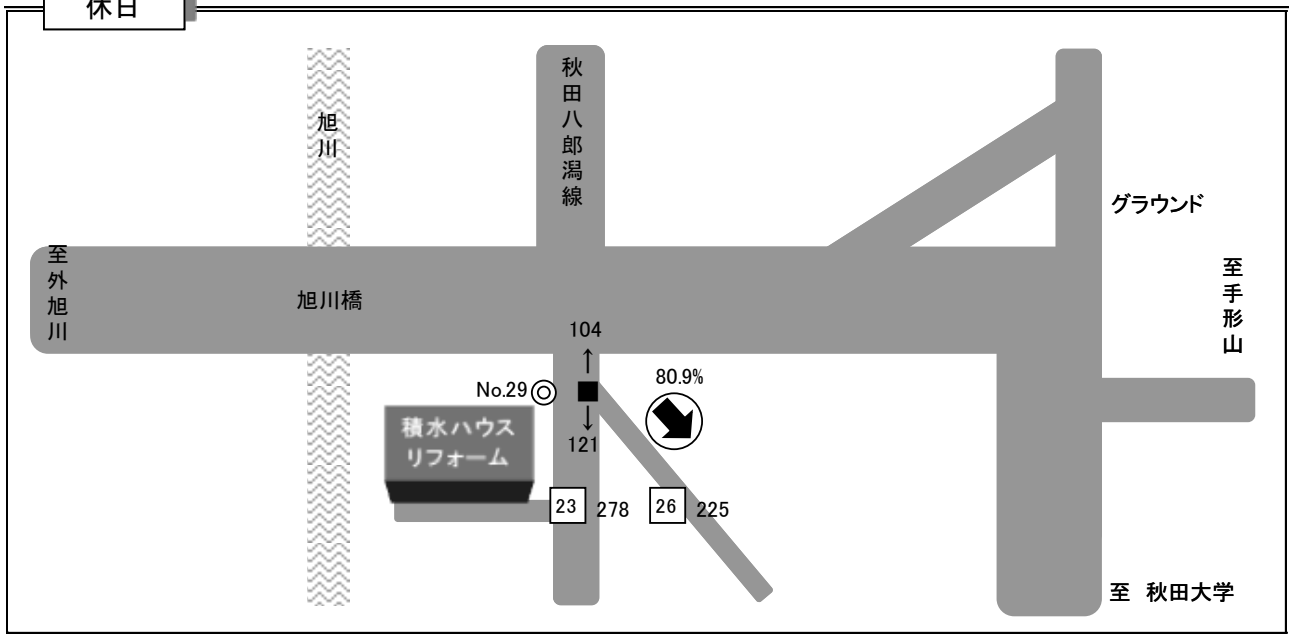 休日
旭川
秋田八郎潟線
グラウンド
至外旭川
旭川橋
至手形山
104
↑
No.29◎
■
80.9%
↓
121
積水ハウス
リフォーム
23
278
26
225
至 秋田大学